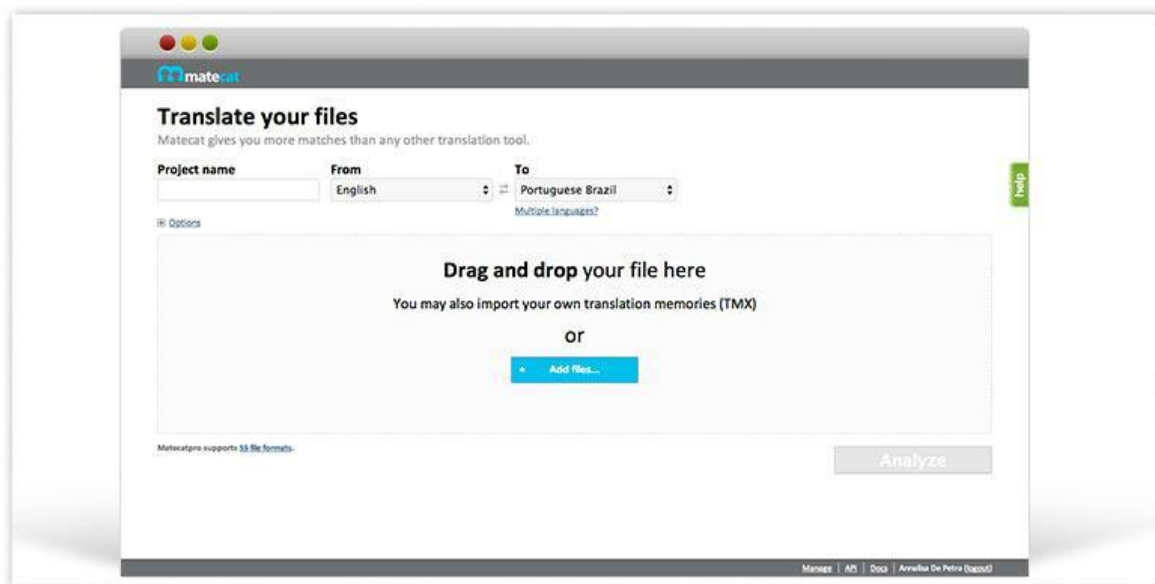 matecat
Translate your files
Matecat gives you more matches than any other translation tool.
Project name From To
English Portuguese Brazil
Multiple languages?
Options
help
Drag and drop your file here
You may also import your own translation memories (TMX)
or
+ Add files...
Matecatpro supports 55 file formats.
Analyze
Manage | API | Docs | Annalisa De Petra (logout)